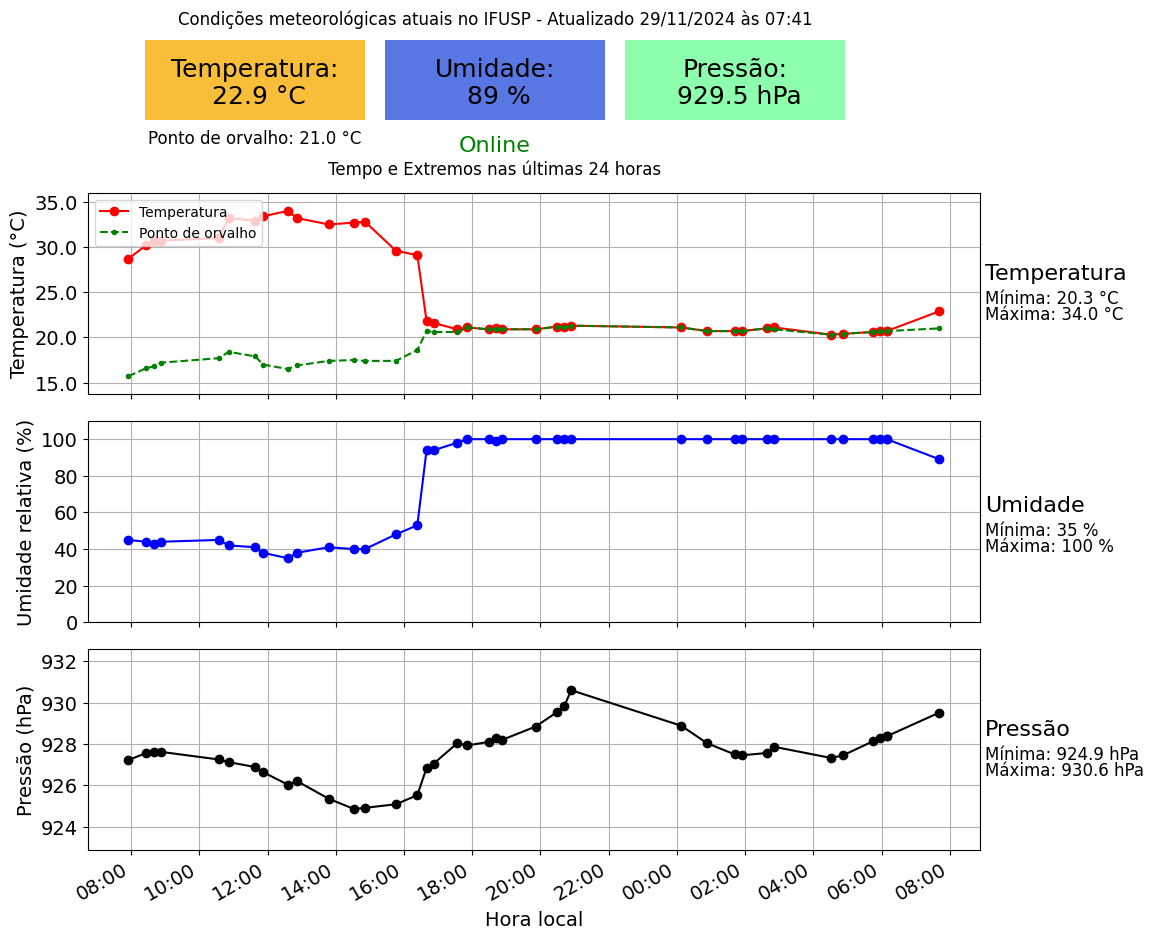 Condições meteorológicas atuais no IFUSP - Atualizado 29/11/2024 às 07:41
Temperatura:
22.9 °C
Umidade:
89 %
Pressão:
929.5 hPa
Ponto de orvalho: 21.0 °C
Online
Tempo e Extremos nas últimas 24 horas
Temperatura (°C)
35.0
30.0
25.0
20.0
15.0
Temperatura
Ponto de orvalho
Temperatura
Mínima: 20.3 °C
Máxima: 34.0 °C
Umidade relativa (%)
100
80
60
40
20
0
Umidade
Mínima: 35 %
Máxima: 100 %
Pressão (hPa)
932
930
928
926
924
Pressão
Mínima: 924.9 hPa
Máxima: 930.6 hPa
08:00 10:00 12:00 14:00 16:00 18:00 20:00 22:00 00:00 02:00 04:00 06:00 08:00
Hora local